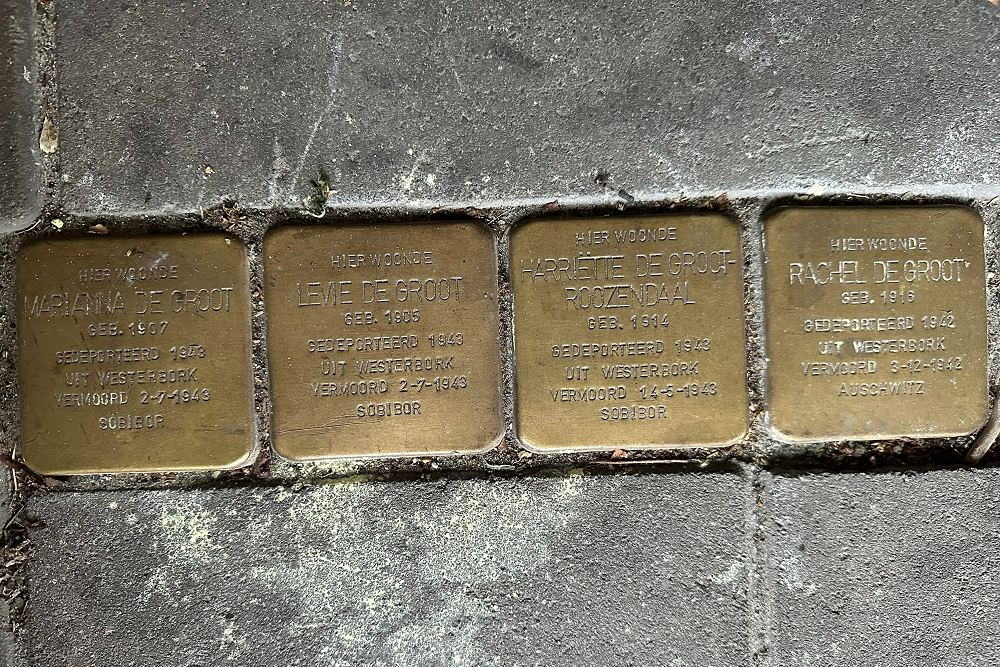 HIER WOONDE
MARIANNA DE GROOT
GEB. 1907
GEDEPORTEERD 1943
UIT WESTERBORK
VERMOORD 2-7-1943
SOBIBOR
HIER WOONDE
LEVIE DE GROOT
GEB. 1905
GEDEPORTEERD 1943
UIT WESTERBORK
VERMOORD 2-7-1943
SOBIBOR
HIER WOONDE
HARRIËTTE DE GROOT-
ROOZENDAAL
GEB. 1914
GEDEPORTEERD 1943
UIT WESTERBORK
VERMOORD 14-5-1943
SOBIBOR
HIER WOONDE
RACHEL DE GROOT
GEB. 1916
GEDEPORTEERD 1942
UIT WESTERBORK
VERMOORD 3-12-1942
AUSCHWITZ